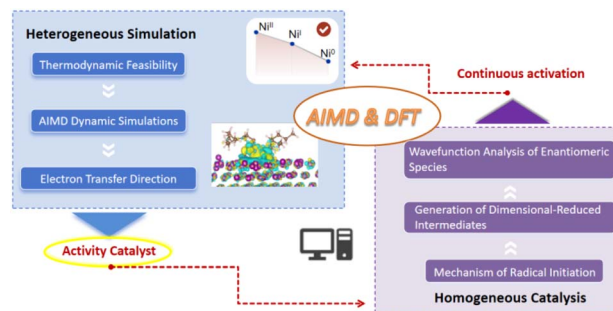 Heterogeneous Simulation
Thermodynamic Feasibility
AIMD Dynamic Simulations
Electron Transfer Direction
Ni^II
Ni^I
Ni^0
Activity Catalyst
AIMD & DFT
Continuous activation
Wavefunction Analysis of Enantiomeric
Species
Generation of Dimensional-Reduced
Intermediates
Mechanism of Radical Initiation
Homogeneous Catalysis